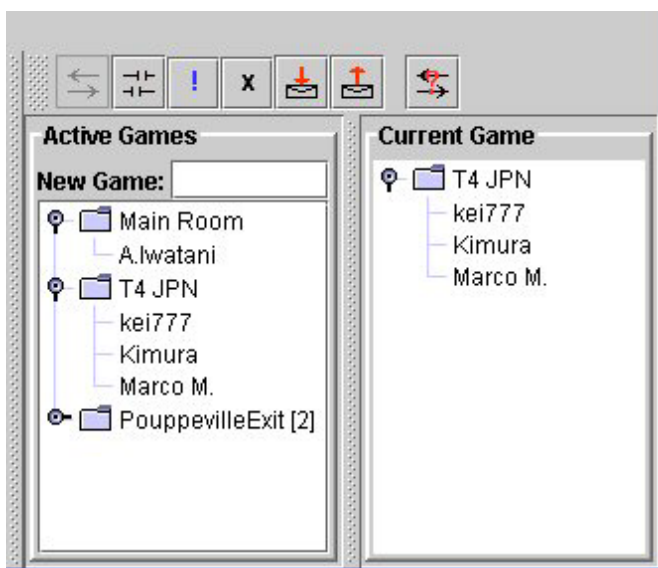 ! x ?
Active Games
New Game:
Main Room
A.Iwatani
T4 JPN
kei777
Kimura
Marco M.
PouppevilleExit [2]
Current Game
T4 JPN
kei777
Kimura
Marco M.